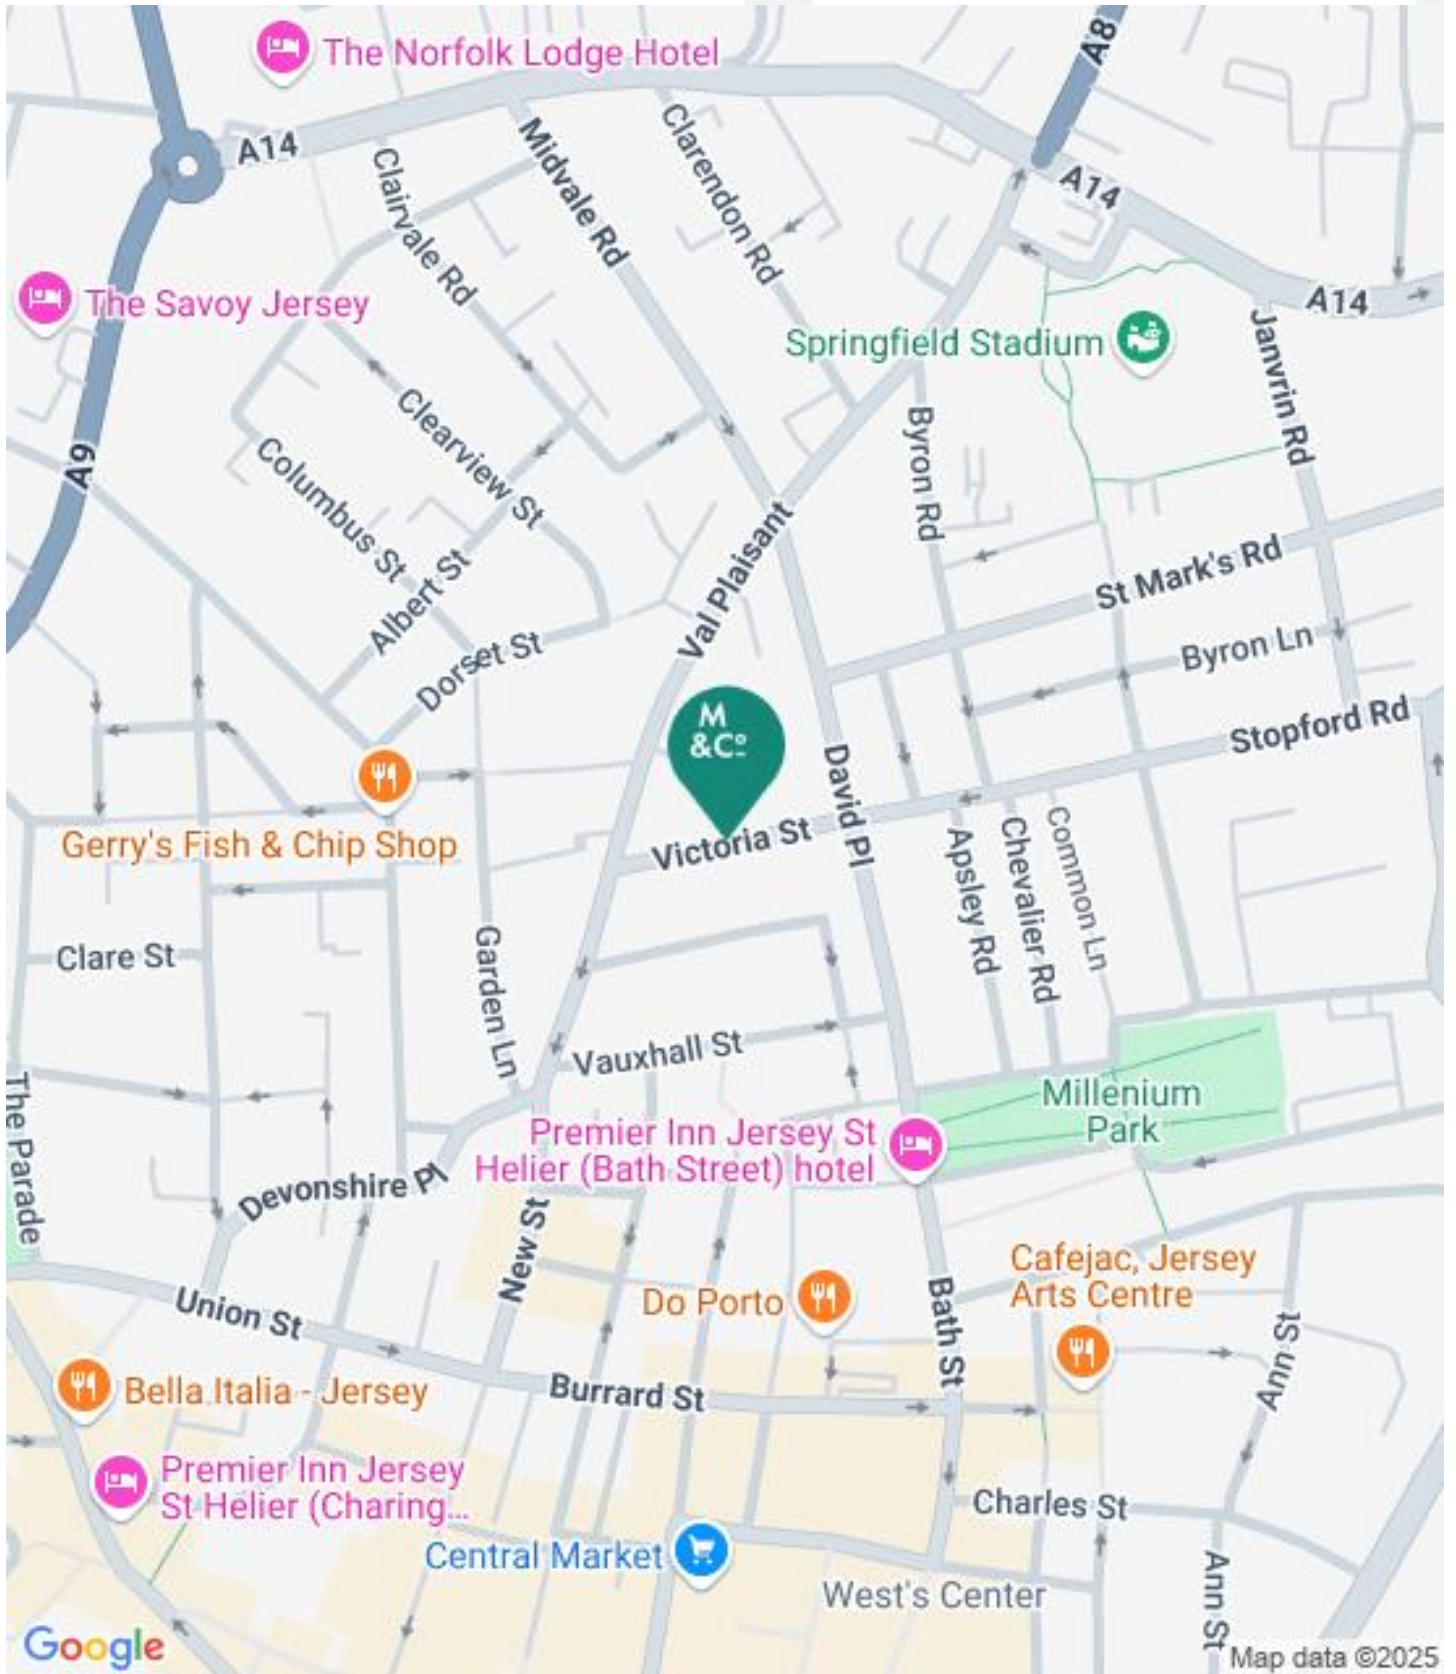 The Norfolk Lodge Hotel
A8
A14
Midvale Rd
Clarendon Rd
Clairvale Rd
A14
The Savoy Jersey
A14
Springfield Stadium
Janvrin Rd
Clearview St
Byron Rd
A9
Columbus St
Val Plaisant
Albert St
St Mark's Rd
Dorset St
Byron Ln
M
&Co
Stopford Rd
David Pl
Gerry's Fish & Chip Shop
Victoria St
Apsley Rd
Chevalier Rd
Common Ln
Clare St
Garden Ln
Vauxhall St
The Parade
Millenium
Park
Premier Inn Jersey St
Helier (Bath Street) hotel
Devonshire Pl
New St
Cafejac, Jersey
Arts Centre
Do Porto
Bath St
Union St
Ann St
Bella Italia - Jersey
Burrard St
Premier Inn Jersey
St Helier (Charing...
Charles St
Central Market
West's Center
Ann St
Google
Map data ©2025